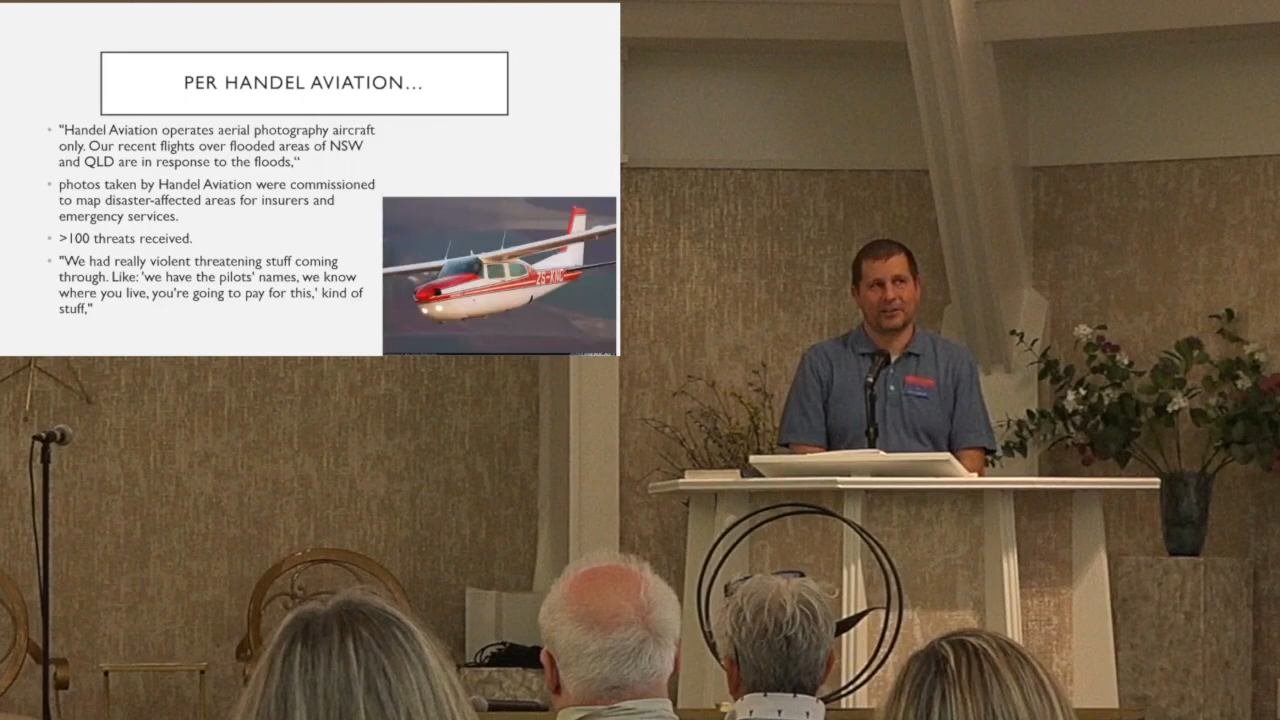 PER HANDEL AVIATION...
"Handel Aviation operates aerial photography aircraft
only. Our recent flights over flooded areas of NSW
and QLD are in response to the floods,"
photos taken by Handel Aviation were commissioned
to map disaster-affected areas for insurers and
emergency services.
>100 threats received.
"We had really violent threatening stuff coming
through. Like: 'we have the pilots' names, we know
where you live, you're going to pay for this,' kind of
stuff,"
ZS-KNC